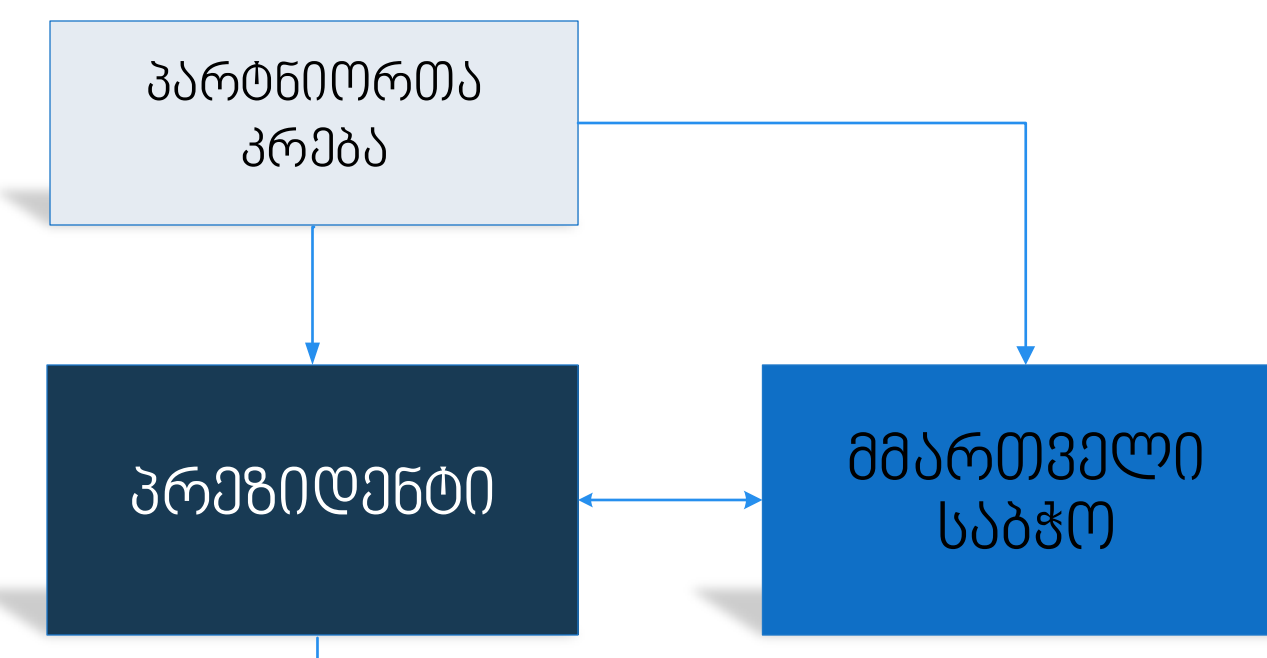 პარტნიორთა
კრება
პრეზიდენტი
მმართველი
საბჭო